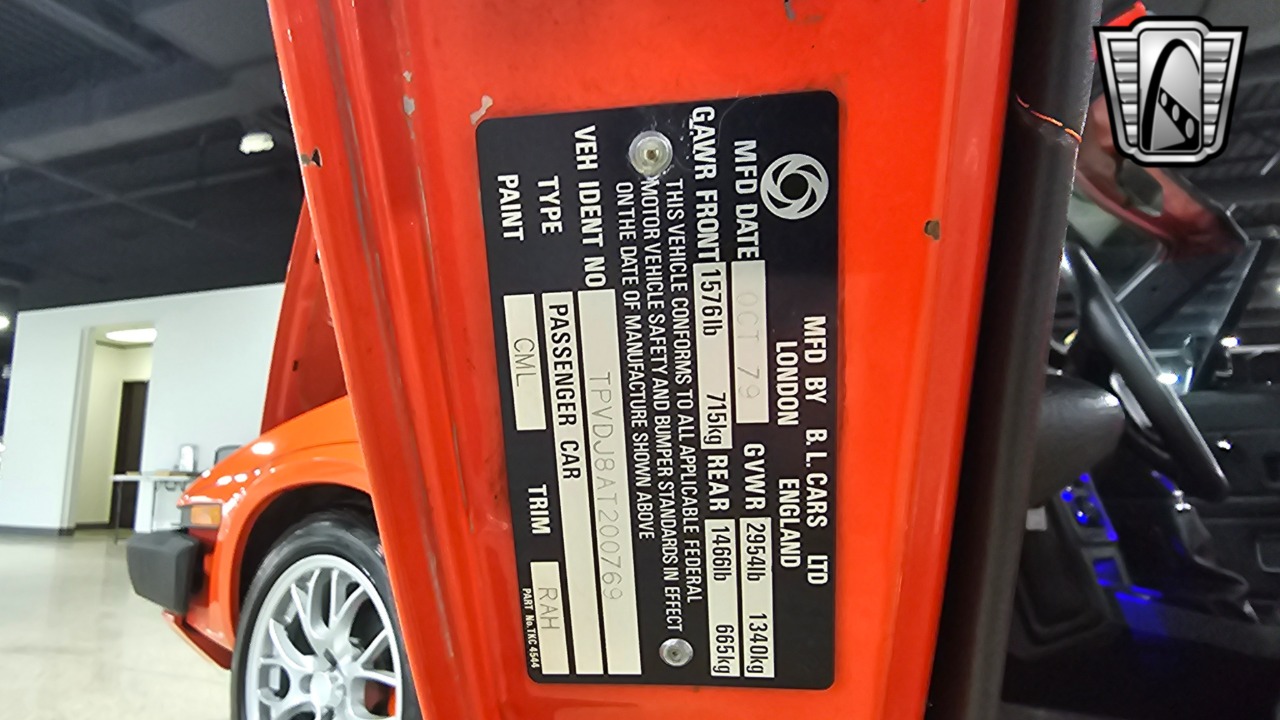 MFD BY B.L.CARS LTD
LONDON ENGLAND
MFD DATE OCT 79 GVWR 2954lb 1340kg
GAWR FRONT 1576lb 715kg REAR 1466lb 665kg
THIS VEHICLE CONFORMS TO ALL APPLICABLE FEDERAL
MOTOR VEHICLE SAFETY AND BUMPER STANDARDS IN EFFECT
ON THE DATE OF MANUFACTURE SHOWN ABOVE
VEH IDENT NO TPVDJ8AT200769
TYPE PASSENGER CAR
PAINT CML TRIM RAH
PART No.TKC4544